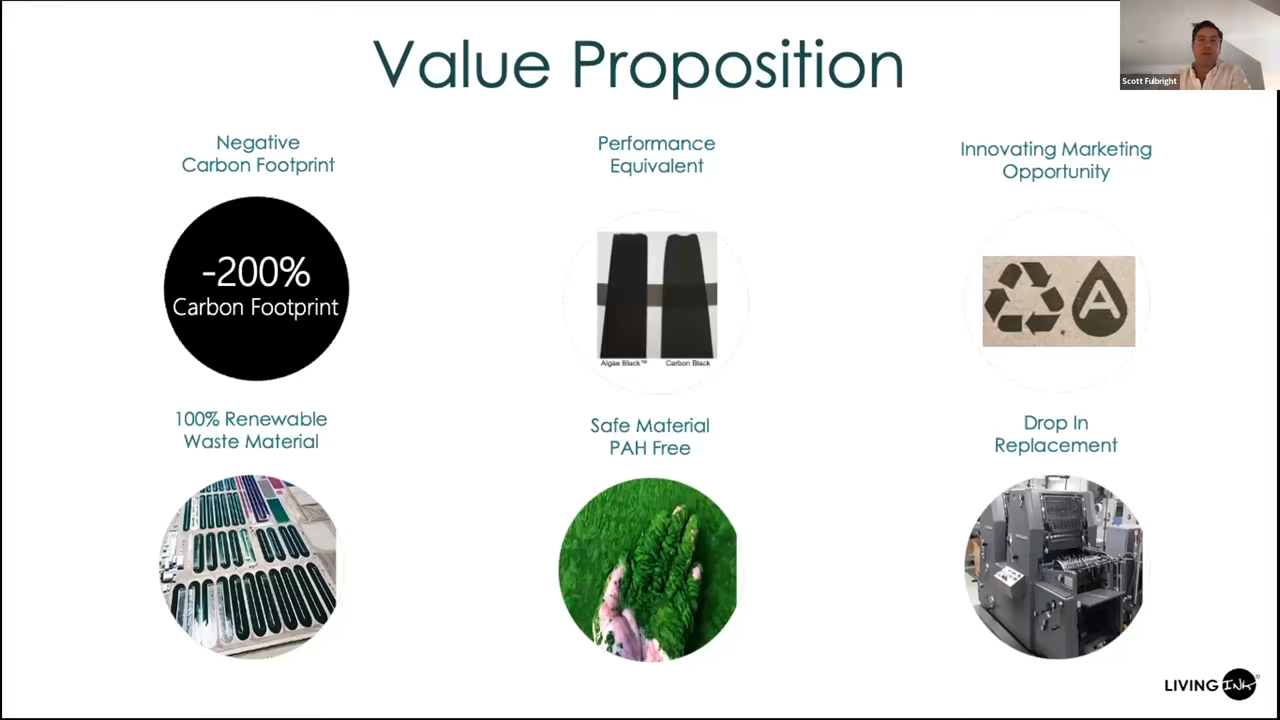 Value Proposition
Scott Fulbright
Negative
Carbon Footprint
-200%
Carbon Footprint
Performance
Equivalent
Algae Black™
Carbon Black
Innovating Marketing
Opportunity
A
100% Renewable
Waste Material
Safe Material
PAH Free
Drop In
Replacement
LIVING INK